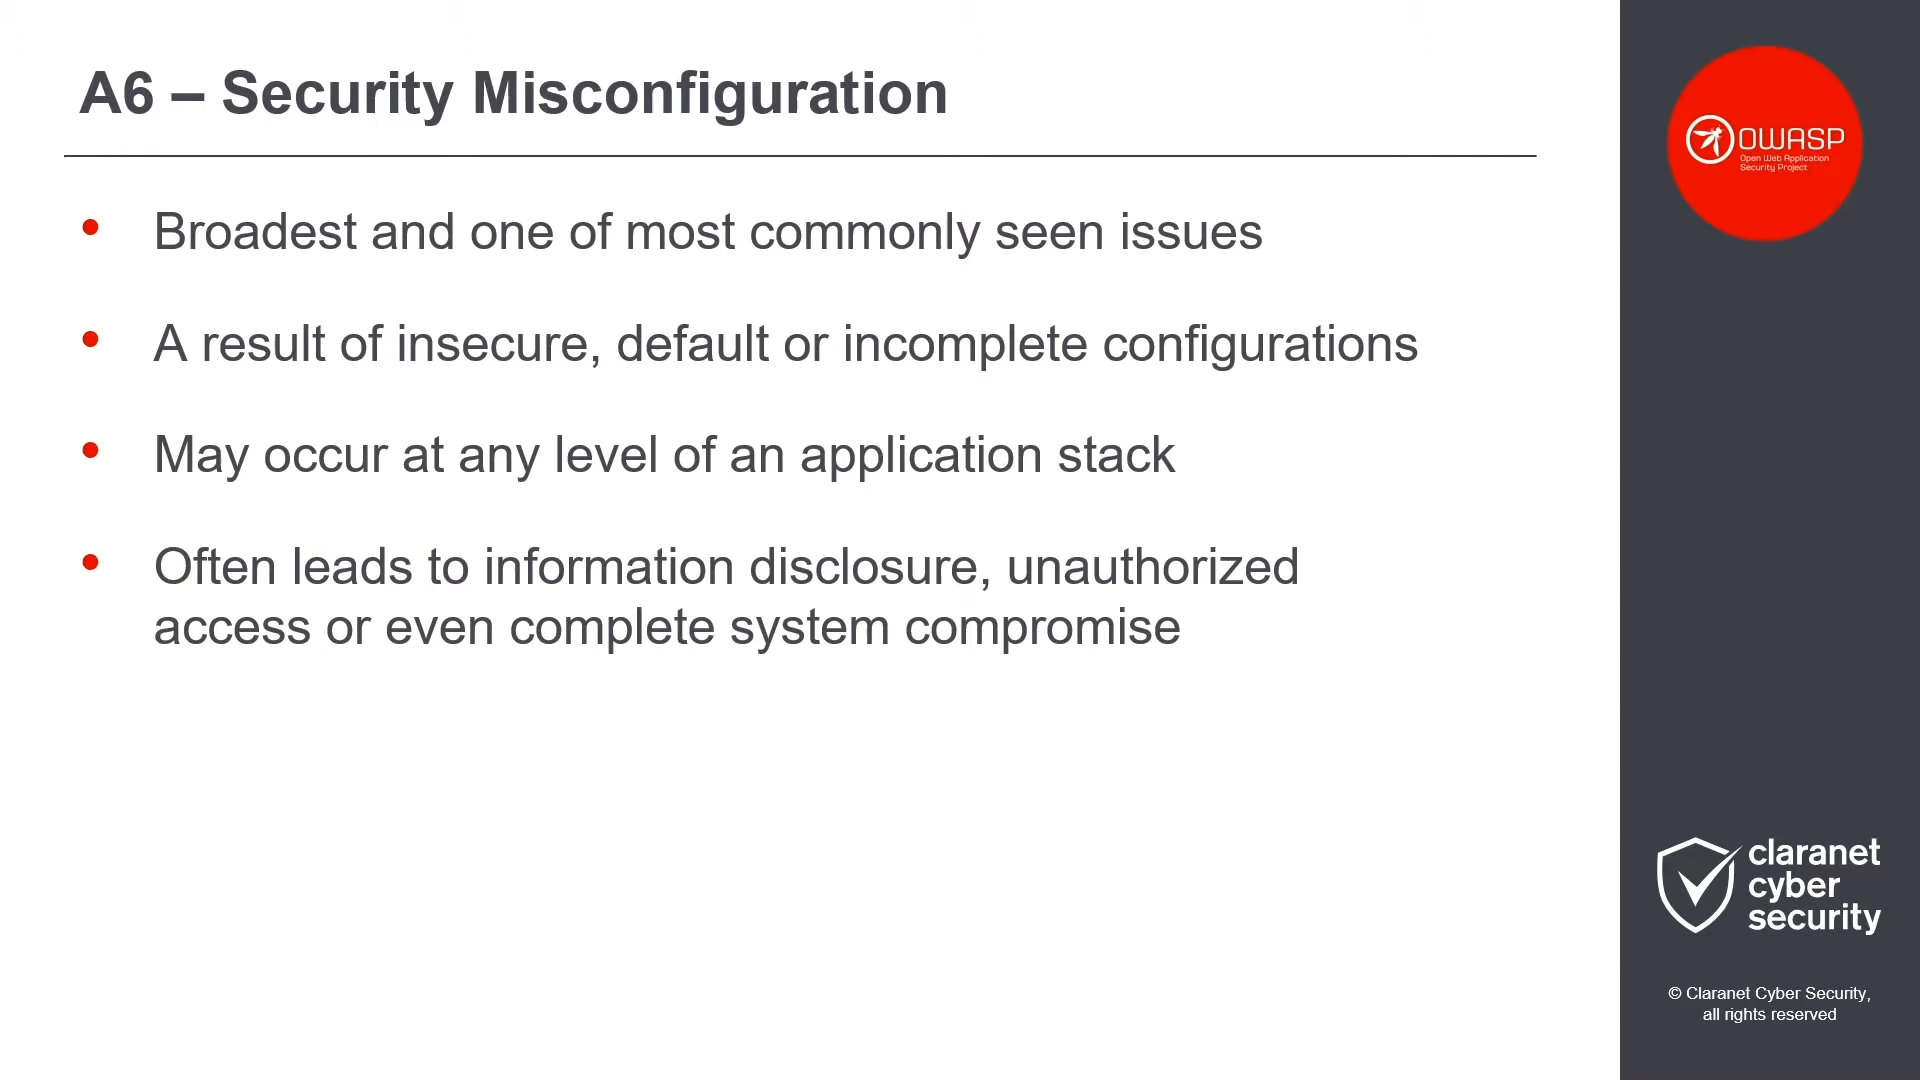 A6 – Security Misconfiguration
• Broadest and one of most commonly seen issues
• A result of insecure, default or incomplete configurations
• May occur at any level of an application stack
• Often leads to information disclosure, unauthorized
access or even complete system compromise
OWASP
Open Web Application
Security Project
claranet
cyber
security
© Claranet Cyber Security,
all rights reserved